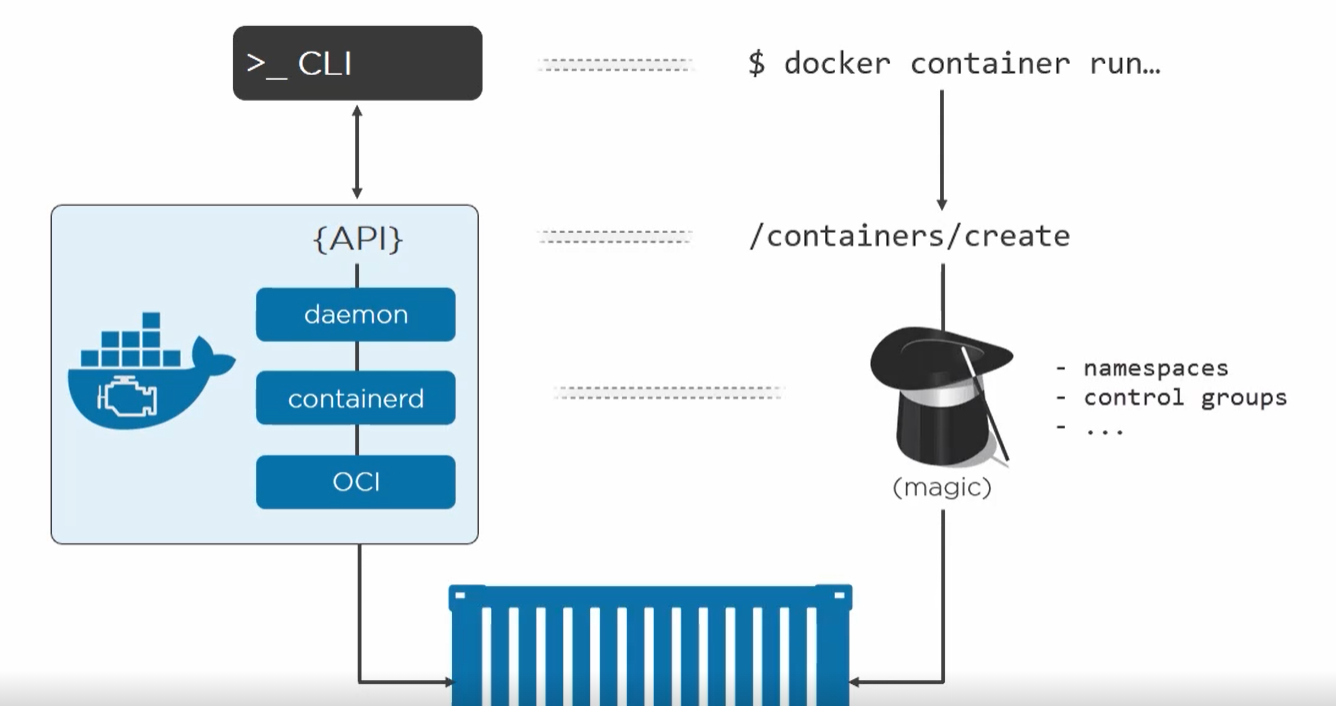 >_ CLI
$ docker container run…
{API}
/containers/create
daemon
containerd
OCI
- namespaces
- control groups
- ...
(magic)